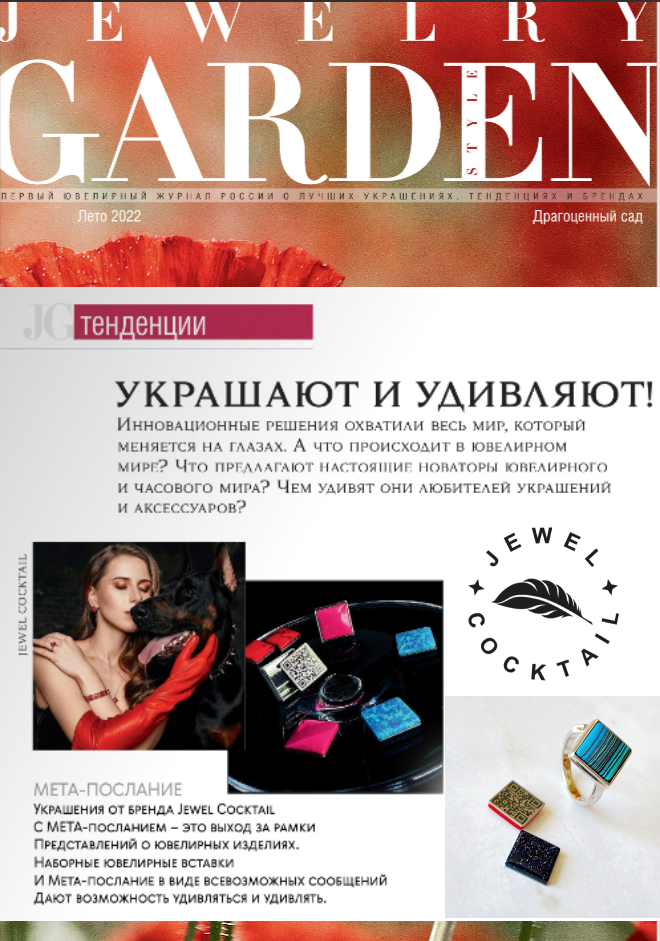 JEWELRY
GARDEN
STYLE
ПЕРВЫЙ ЮВЕЛИРНЫЙ ЖУРНАЛ РОССИИ О ЛУЧШИХ УКРАШЕНИЯХ, ТЕНДЕНЦИЯХ И БРЕНДАХ
Лето 2022
Драгоценный сад
JG тенденции
УКРАШАЮТ И УДИВЛЯЮТ!
Инновационные решения охватили весь мир, который
меняется на глазах. А что происходит в ювелирном
мире? Что предлагают настоящие новаторы ювелирного
и часового мира? Чем удивят они любителей украшений
и аксессуаров?
JEWEL COCKTAIL
JEWEL
COCKTAIL
МЕТА-ПОСЛАНИЕ
Украшения от бренда Jewel Cocktail
С МЕТА-посланием – это выход за рамки
Представлений о ювелирных изделиях.
Наборные ювелирные вставки
И Мета-послание в виде всевозможных сообщений
Дают возможность удивляться и удивлять.